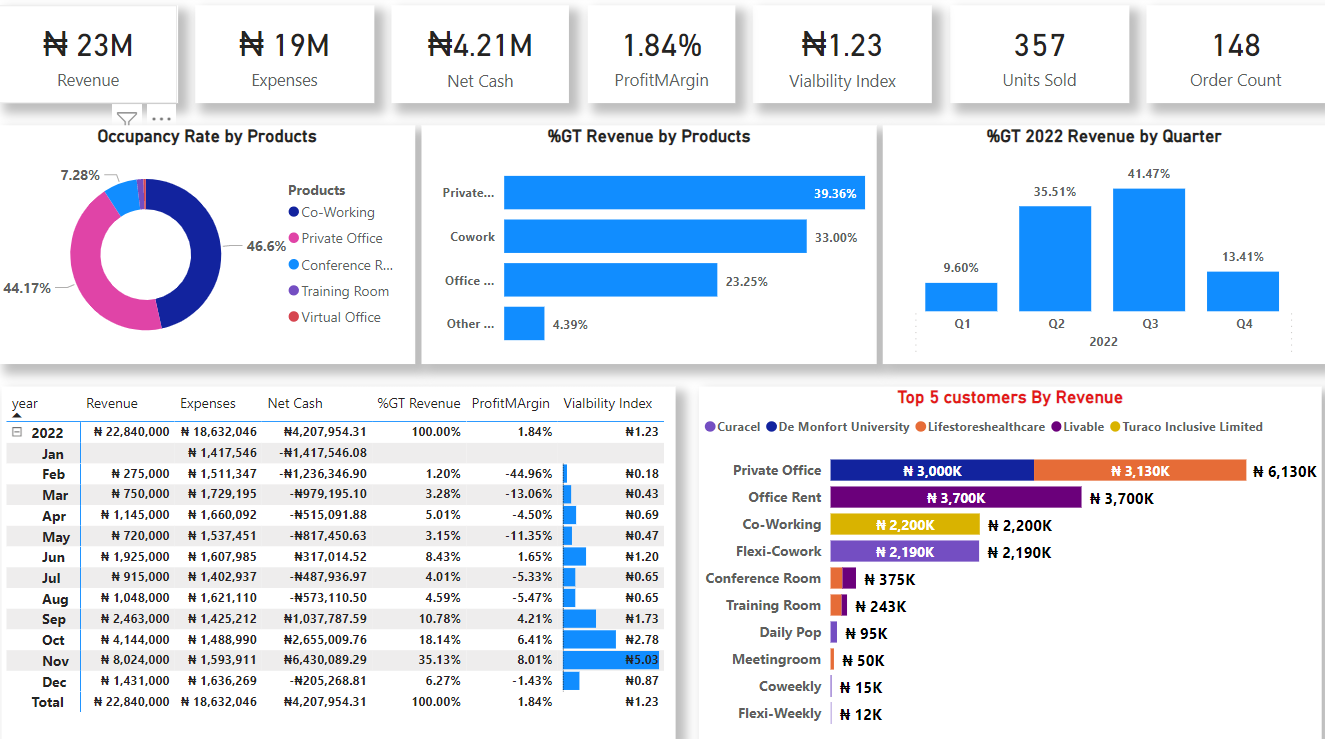 ₦ 23M
Revenue
₦ 19M
Expenses
₦4.21M
Net Cash
1.84%
ProfitMArgin
₦1.23
Vialbility Index
357
Units Sold
148
Order Count
Occupancy Rate by Products
7.28%
46.6%
44.17%
Products
Co-Working
Private Office
Conference R...
Training Room
Virtual Office
%GT Revenue by Products
Private... 39.36%
Cowork 33.00%
Office ... 23.25%
Other ... 4.39%
%GT 2022 Revenue by Quarter
9.60% 35.51% 41.47% 13.41%
Q1 Q2 Q3 Q4
2022
year Revenue Expenses Net Cash %GT Revenue ProfitMArgin Vialbility Index
2022 ₦ 22,840,000 ₦ 18,632,046 ₦4,207,954.31 100.00% 1.84% ₦1.23
Jan ₦ 1,417,546 -₦1,417,546.08
Feb ₦ 275,000 ₦ 1,511,347 -₦1,236,346.90 1.20% -44.96% ₦0.18
Mar ₦ 750,000 ₦ 1,729,195 -₦979,195.10 3.28% -13.06% ₦0.43
Apr ₦ 1,145,000 ₦ 1,660,092 -₦515,091.88 5.01% -4.50% ₦0.69
May ₦ 720,000 ₦ 1,537,451 -₦817,450.63 3.15% -11.35% ₦0.47
Jun ₦ 1,925,000 ₦ 1,607,985 ₦317,014.52 8.43% 1.65% ₦1.20
Jul ₦ 915,000 ₦ 1,402,937 -₦487,936.97 4.01% -5.33% ₦0.65
Aug ₦ 1,048,000 ₦ 1,621,110 -₦573,110.50 4.59% -5.47% ₦0.65
Sep ₦ 2,463,000 ₦ 1,425,212 ₦1,037,787.59 10.78% 4.21% ₦1.73
Oct ₦ 4,144,000 ₦ 1,488,990 ₦2,655,009.76 18.14% 6.41% ₦2.78
Nov ₦ 8,024,000 ₦ 1,593,911 ₦6,430,089.29 35.13% 8.01% ₦5.03
Dec ₦ 1,431,000 ₦ 1,636,269 -₦205,268.81 6.27% -1.43% ₦0.87
Total ₦ 22,840,000 ₦ 18,632,046 ₦4,207,954.31 100.00% 1.84% ₦1.23
Top 5 customers By Revenue
Curacel De Monfort University Lifestoreshealthcare Livable Turaco Inclusive Limited
Private Office ₦ 3,000K ₦ 3,130K ₦ 6,130K
Office Rent ₦ 3,700K ₦ 3,700K
Co-Working ₦ 2,200K ₦ 2,200K
Flexi-Cowork ₦ 2,190K ₦ 2,190K
Conference Room ₦ 375K
Training Room ₦ 243K
Daily Pop ₦ 95K
Meetingroom ₦ 50K
Coweekly ₦ 15K
Flexi-Weekly ₦ 12K